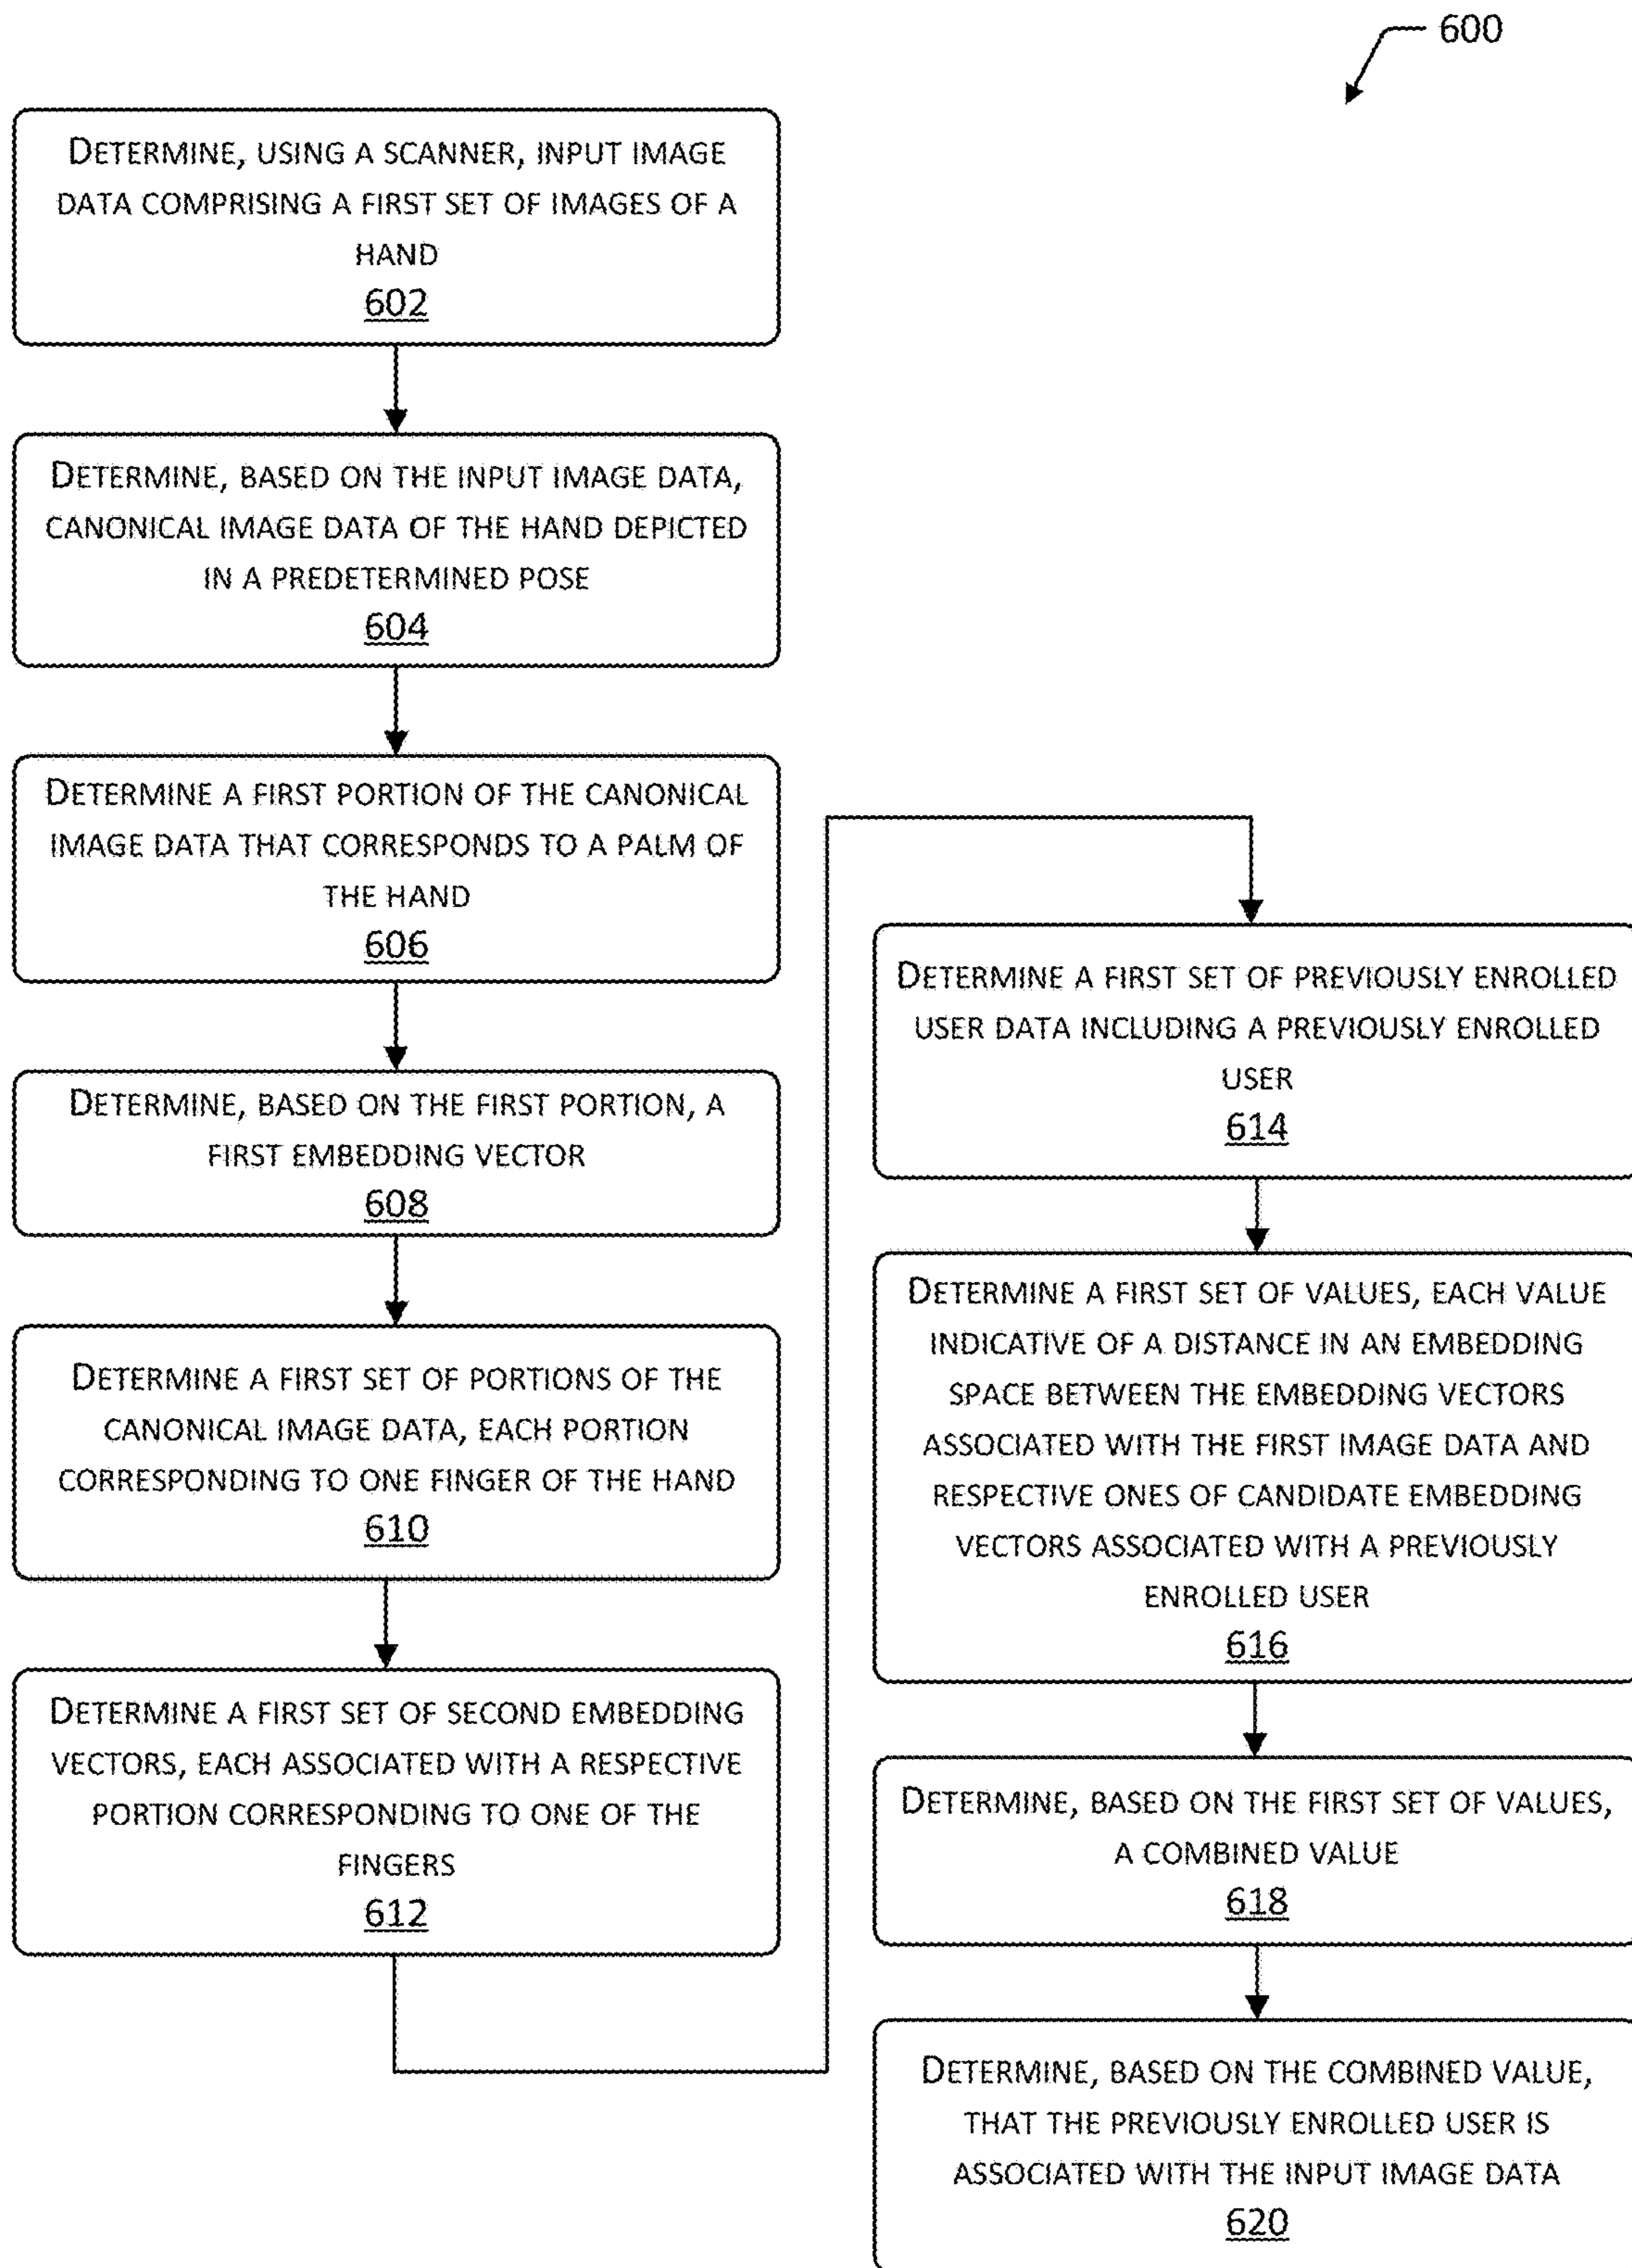 600
DETERMINE, USING A SCANNER, INPUT IMAGE
DATA COMPRISING A FIRST SET OF IMAGES OF A
HAND
602
DETERMINE, BASED ON THE INPUT IMAGE DATA,
CANONICAL IMAGE DATA OF THE HAND DEPICTED
IN A PREDETERMINED POSE
604
DETERMINE A FIRST PORTION OF THE CANONICAL
IMAGE DATA THAT CORRESPONDS TO A PALM OF
THE HAND
606
DETERMINE, BASED ON THE FIRST PORTION, A
FIRST EMBEDDING VECTOR
608
DETERMINE A FIRST SET OF PORTIONS OF THE
CANONICAL IMAGE DATA, EACH PORTION
CORRESPONDING TO ONE FINGER OF THE HAND
610
DETERMINE A FIRST SET OF SECOND EMBEDDING
VECTORS, EACH ASSOCIATED WITH A RESPECTIVE
PORTION CORRESPONDING TO ONE OF THE
FINGERS
612
DETERMINE A FIRST SET OF PREVIOUSLY ENROLLED
USER DATA INCLUDING A PREVIOUSLY ENROLLED
USER
614
DETERMINE A FIRST SET OF VALUES, EACH VALUE
INDICATIVE OF A DISTANCE IN AN EMBEDDING
SPACE BETWEEN THE EMBEDDING VECTORS
ASSOCIATED WITH THE FIRST IMAGE DATA AND
RESPECTIVE ONES OF CANDIDATE EMBEDDING
VECTORS ASSOCIATED WITH A PREVIOUSLY
ENROLLED USER
616
DETERMINE, BASED ON THE FIRST SET OF VALUES,
A COMBINED VALUE
618
DETERMINE, BASED ON THE COMBINED VALUE,
THAT THE PREVIOUSLY ENROLLED USER IS
ASSOCIATED WITH THE INPUT IMAGE DATA
620